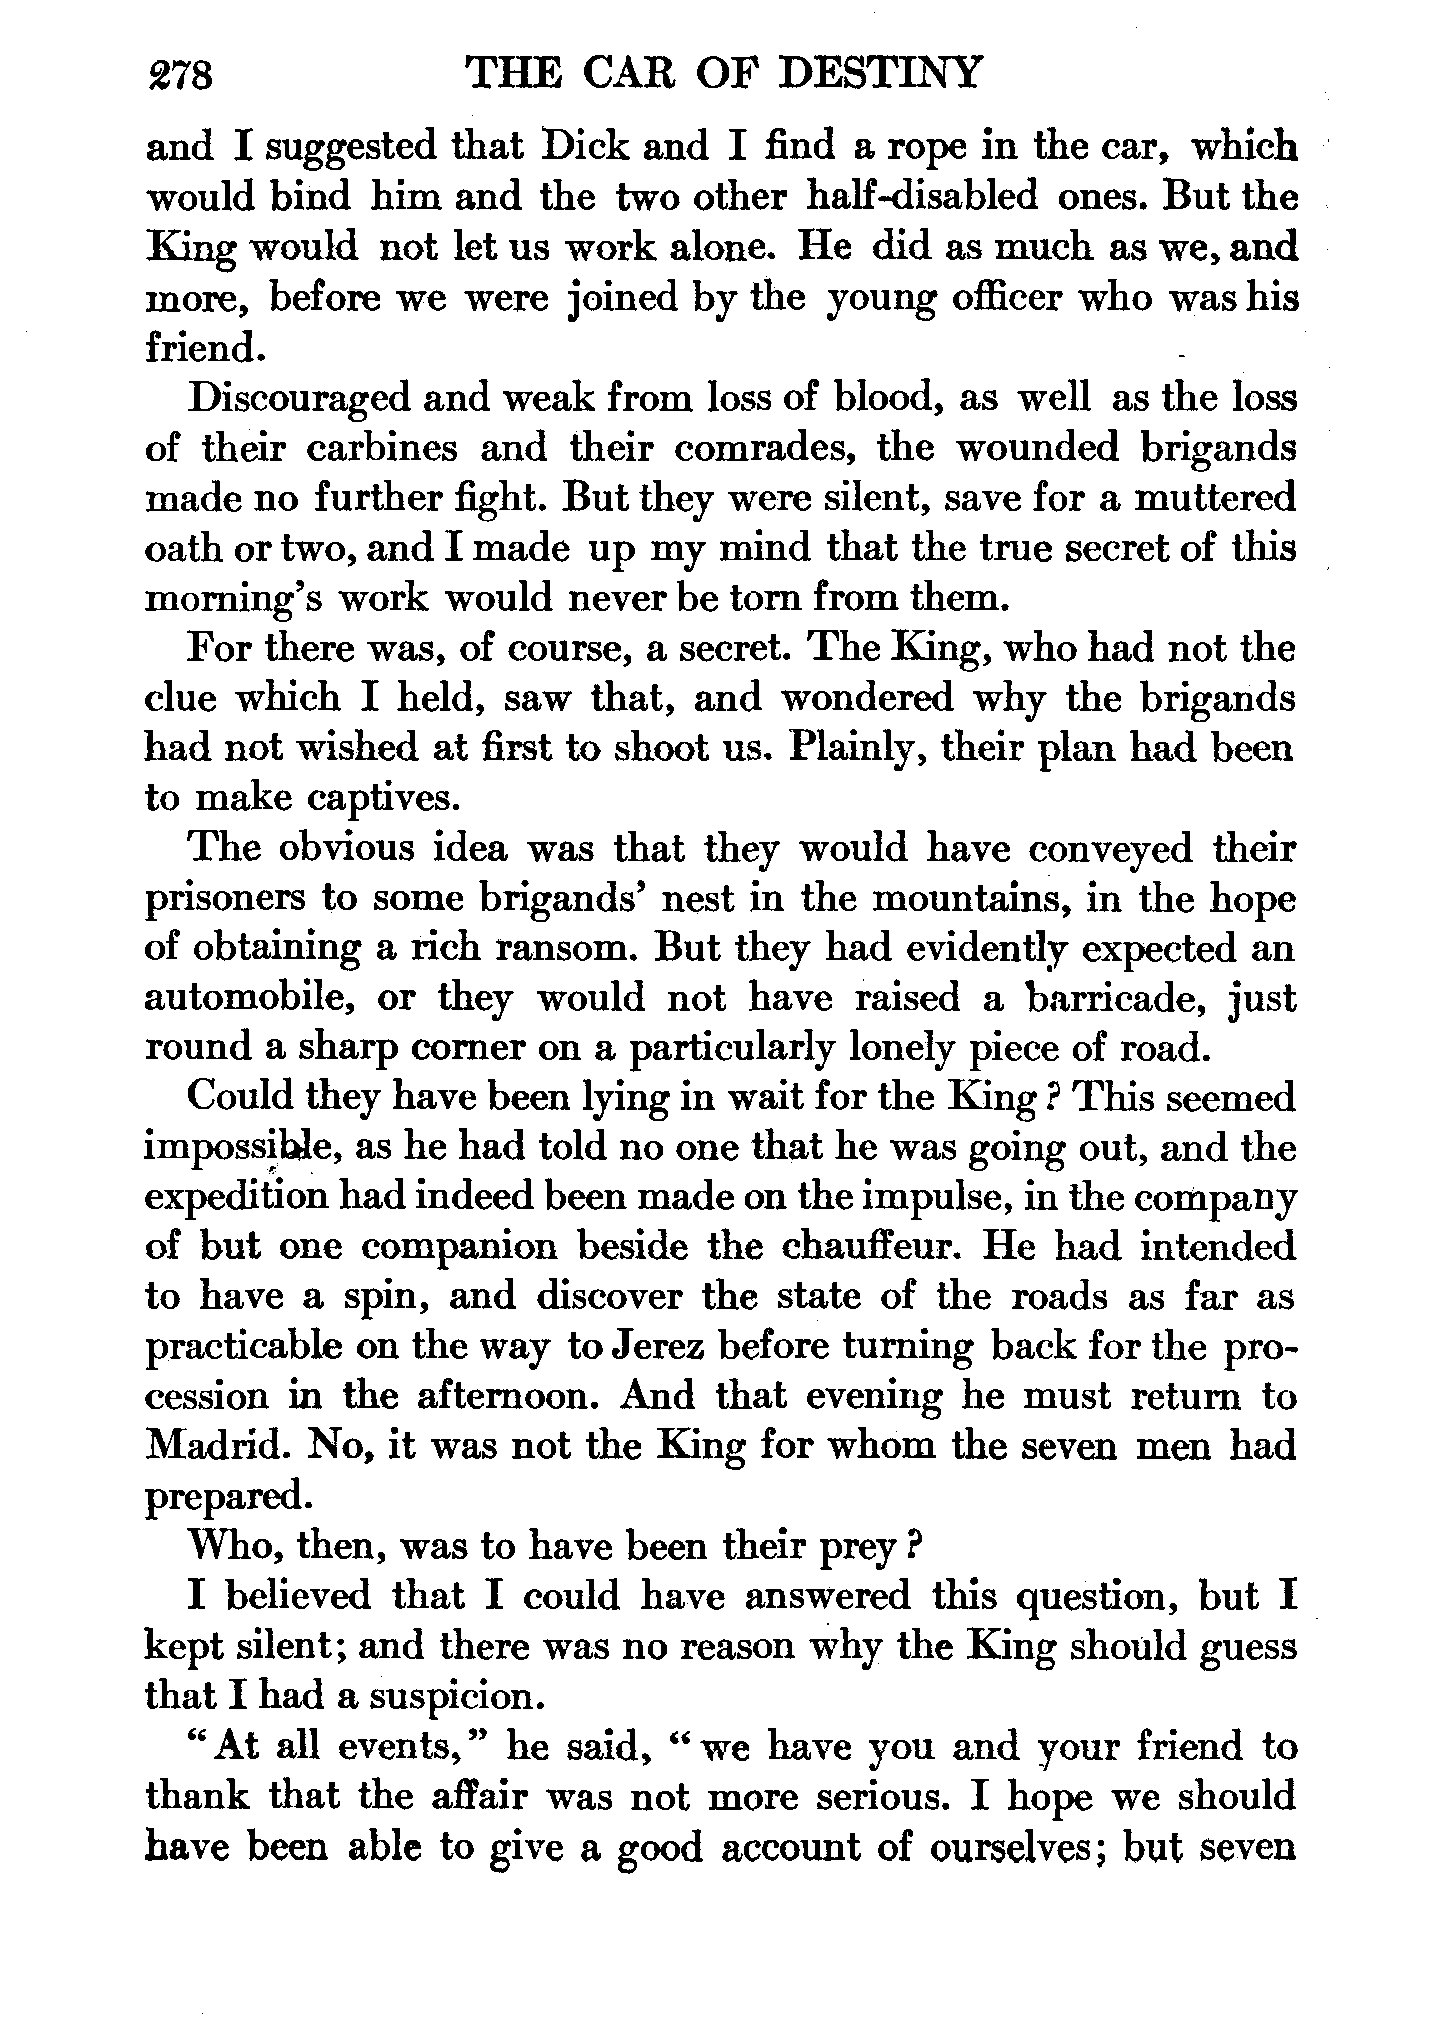 278 THE CAR OF DESTINY
and I suggested that Dick and I find a rope in the car, which
would bind him and the two other half-disabled ones. But the
King would not let us work alone. He did as much as we, and
more, before we were joined by the young officer who was his
friend.
Discouraged and weak from loss of blood, as well as the loss
of their carbines and their comrades, the wounded brigands
made no further fight. But they were silent, save for a muttered
oath or two, and I made up my mind that the true secret of this
morning's work would never be torn from them.
For there was, of course, a secret. The King, who had not the
clue which I held, saw that, and wondered why the brigands
had not wished at first to shoot us. Plainly, their plan had been
to make captives.
The obvious idea was that they would have conveyed their
prisoners to some brigands' nest in the mountains, in the hope
of obtaining a rich ransom. But they had evidently expected an
automobile, or they would not have raised a barricade, just
round a sharp corner on a particularly lonely piece of road.
Could they have been lying in wait for the King? This seemed
impossible, as he had told no one that he was going out, and the
expedition had indeed been made on the impulse, in the company
of but one companion beside the chauffeur. He had intended
to have a spin, and discover the state of the roads as far as
practicable on the way to Jerez before turning back for the pro-
cession in the afternoon. And that evening he must return to
Madrid. No, it was not the King for whom the seven men had
prepared.
Who, then, was to have been their prey?
I believed that I could have answered this question, but I
kept silent; and there was no reason why the King should guess
that I had a suspicion.
"At all events," he said, "we have you and your friend to
thank that the affair was not more serious. I hope we should
have been able to give a good account of ourselves; but seven